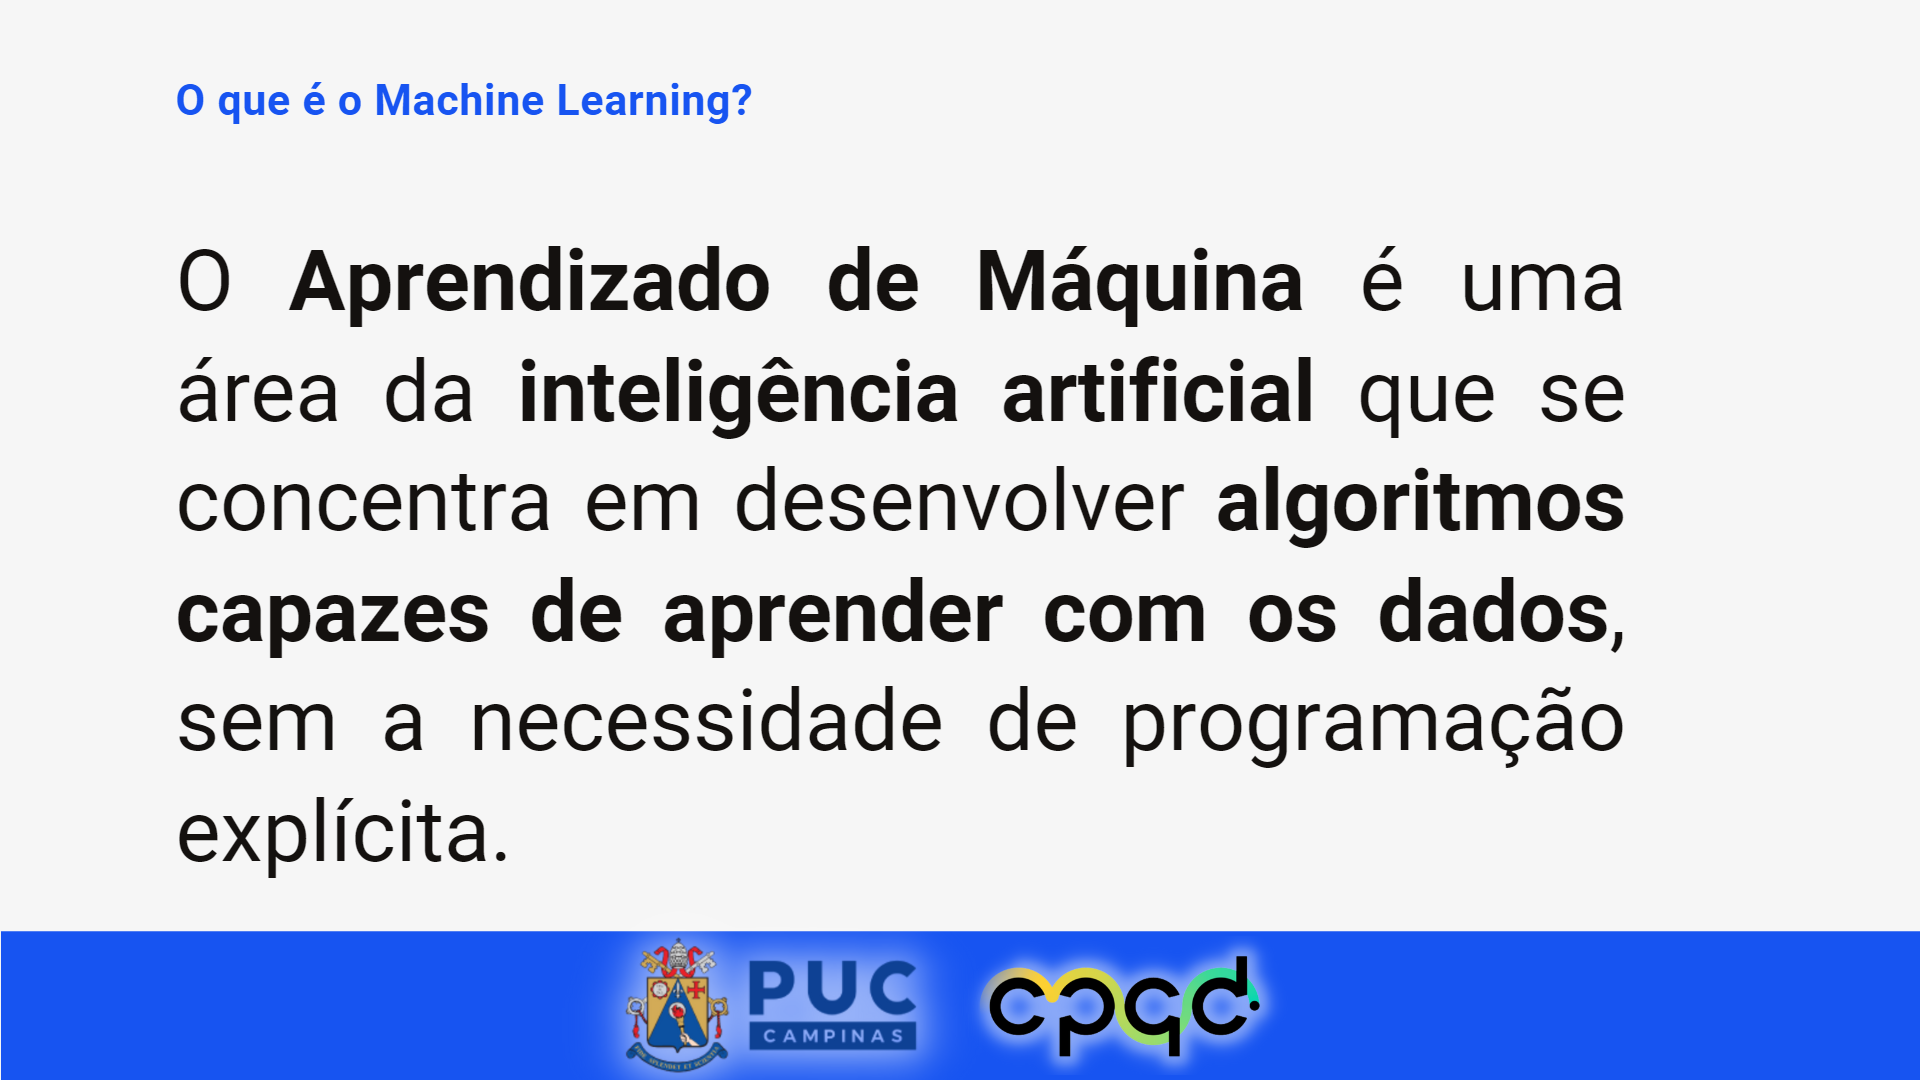 O que é o Machine Learning?
O Aprendizado de Máquina é uma
área da inteligência artificial que se
concentra em desenvolver algoritmos
capazes de aprender com os dados,
sem a necessidade de programação
explícita.
PUC
CAMPINAS
cpqd